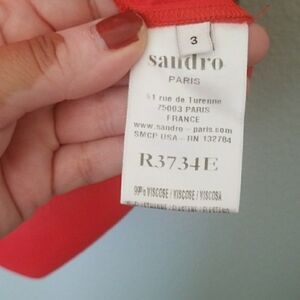 3
sandro
PARIS
51 rue de Turenne
75003 PARIS
FRANCE
www.sandro-paris.com
SMCP USA - RN 132784
R3734E
99% VISCOSE / VISCOSE / VISCOSA